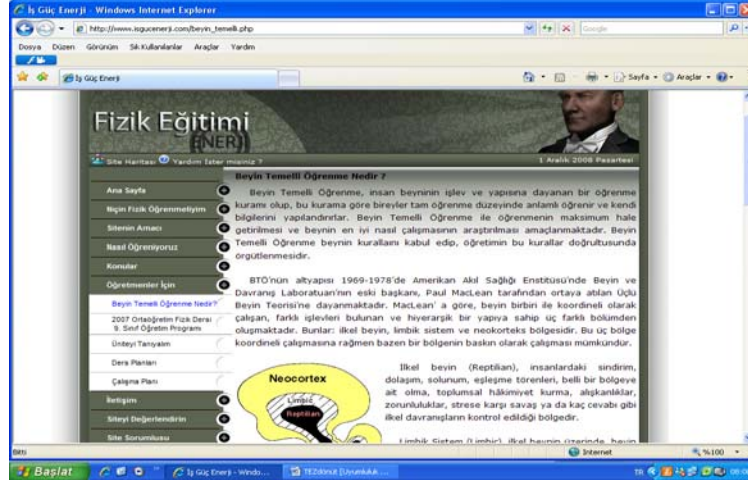 İş Güç Enerji - Windows Internet Explorer
http://www.isgucenerji.com/beyin_temelli.php
Google
Dosya Düzen Görünüm Sık Kullanılanlar Araçlar Yardım
İş Güç Enerji
Sayfa Araçlar
Fizik Eğitimi
ENERJİ
Site Haritası Yardım İster misiniz ?
1 Aralık 2008 Pazartesi
Ana Sayfa
Niçin Fizik Öğrenmeliyim
Sitenin Amacı
Nasıl Öğreniyoruz
Konular
Öğretmenler İçin
Beyin Temelli Öğrenme Nedir?
2007 Ortaöğretim Fizik Dersi
9. Sınıf Öğretim Programı
Üniteyi Tanıyalım
Ders Planları
Çalışma Planı
İletişim
Siteyi Değerlendirin
Site Sorumlusu
Beyin Temelli Öğrenme Nedir ?
Beyin Temelli Öğrenme, insan beyninin işlev ve yapısına dayanan bir öğrenme
kuramı olup, bu kurama göre bireyler tam öğrenme düzeyinde anlamlı öğrenir ve kendi
bilgilerini yapılandırırlar. Beyin Temelli Öğrenme ile öğrenmenin maksimum hale
getirilmesi ve beynin en iyi nasıl çalışmasının araştırılması amaçlanmaktadır. Beyin
Temelli Öğrenme beynin kurallarını kabul edip, öğretimin bu kurallar doğrultusunda
örgütlenmesidir.
BTÖ'nün altyapısı 1969-1978'de Amerikan Akıl Sağlığı Enstitüsü'nde Beyin ve
Davranış Laboratuarı'nın eski başkanı, Paul MacLean tarafından ortaya atılan Üçlü
Beyin Teorisi'ne dayanmaktadır. MacLean' a göre, beyin birbiri ile koordineli olarak
çalışan, farklı işlevleri bulunan ve hiyerarşik bir yapıya sahip üç farklı bölümden
oluşmaktadır. Bunlar: ilkel beyin, limbik sistem ve neokorteks bölgesidir. Bu üç bölge
koordineli çalışmasına rağmen bazen bir bölgenin baskın olarak çalışması mümkündür.
Neocortex
Limbic
Reptilian
İlkel beyin (Reptilian), insanlardaki sindirim,
dolaşım, solunum, eşleşme törenleri, belli bir bölgeye
ait olma, toplumsal hâkimiyet kurma, alışkanlıklar,
zorunluluklar, strese karşı savaş ya da kaç cevabı gibi
ilkel davranışların kontrol edildiği bölgedir.
Limbik Sistem (Limbic), ilkel beynin üzerinde, beyin
Bitti
Internet
%100
Başlat
İş Güç Enerji - Windo...
TEZdönük [Uyumluluk ...
TR